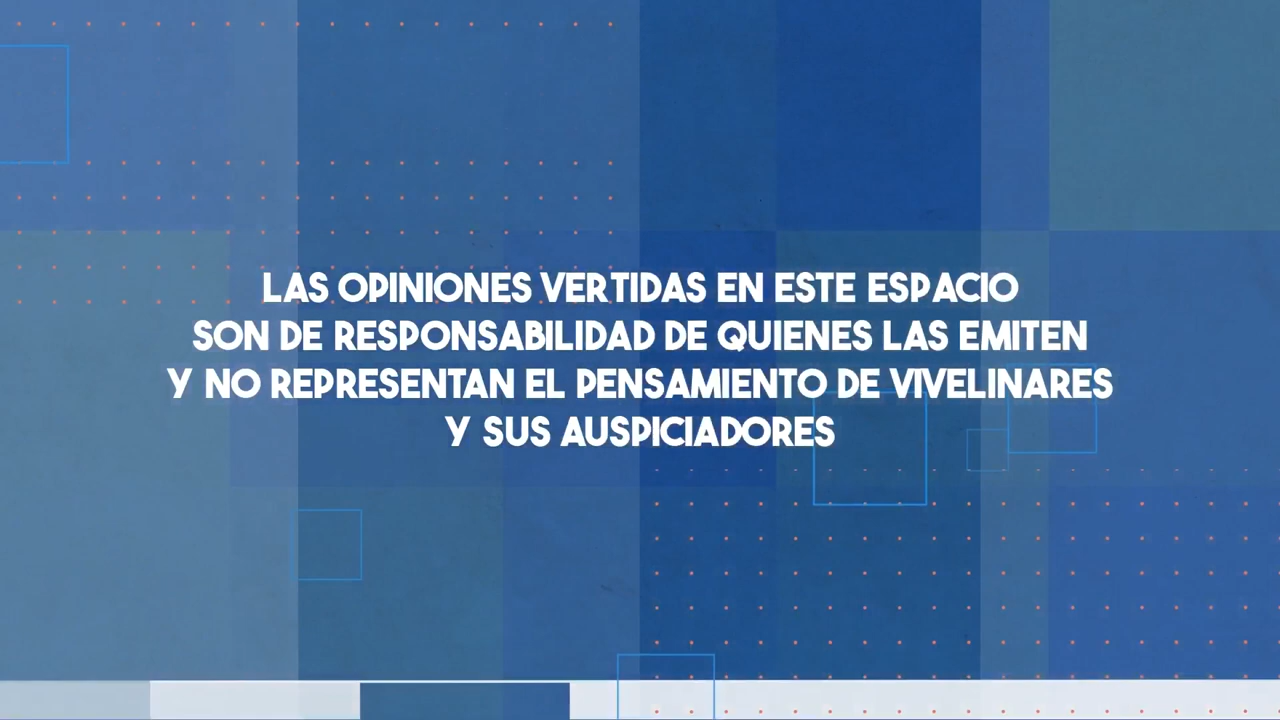 LAS OPINIONES VERTIDAS EN ESTE ESPACIO
SON DE RESPONSABILIDAD DE QUIENES LAS EMITEN
Y NO REPRESENTAN EL PENSAMIENTO DE VIVELINARES
Y SUS AUSPICIADORES